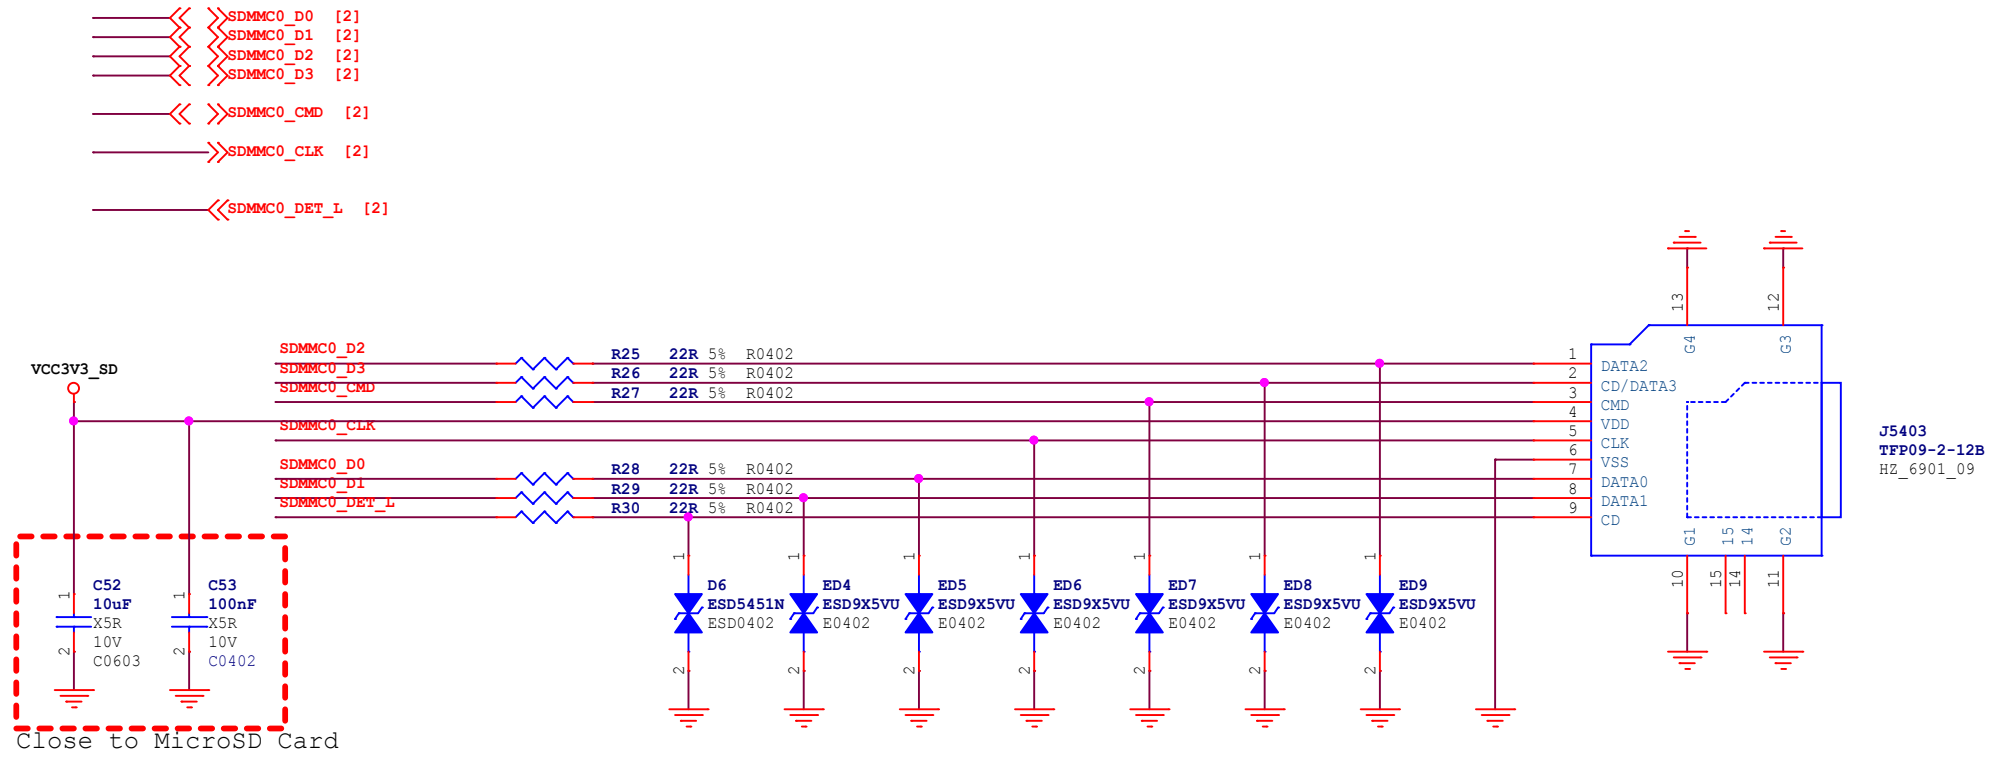 SDMMC0_D0 [2]
SDMMC0_D1 [2]
SDMMC0_D2 [2]
SDMMC0_D3 [2]
SDMMC0_CMD [2]
SDMMC0_CLK [2]
SDMMC0_DET_L [2]
VCC3V3_SD
SDMMC0_D2
SDMMC0_D3
SDMMC0_CMD
SDMMC0_CLK
SDMMC0_D0
SDMMC0_D1
SDMMC0_DET_L
R25 22R 5% R0402
R26 22R 5% R0402
R27 22R 5% R0402
R28 22R 5% R0402
R29 22R 5% R0402
R30 22R 5% R0402
13
12
G4
G3
1 DATA2
2 CD/DATA3
3 CMD
4 VDD
5 CLK
6 VSS
7 DATA0
8 DATA1
9 CD
G1
15
14
G2
10
15
14
11
J5403
TFP09-2-12B
HZ_6901_09
1
C52
10uF
X5R
10V
2
C0603
1
C53
100nF
X5R
10V
2
C0402
1
D6
ESD5451N
ESD0402
2
1
ED4
ESD9X5VU
E0402
2
1
ED5
ESD9X5VU
E0402
2
1
ED6
ESD9X5VU
E0402
2
1
ED7
ESD9X5VU
E0402
2
1
ED8
ESD9X5VU
E0402
2
1
ED9
ESD9X5VU
E0402
2
Close to MicroSD Card